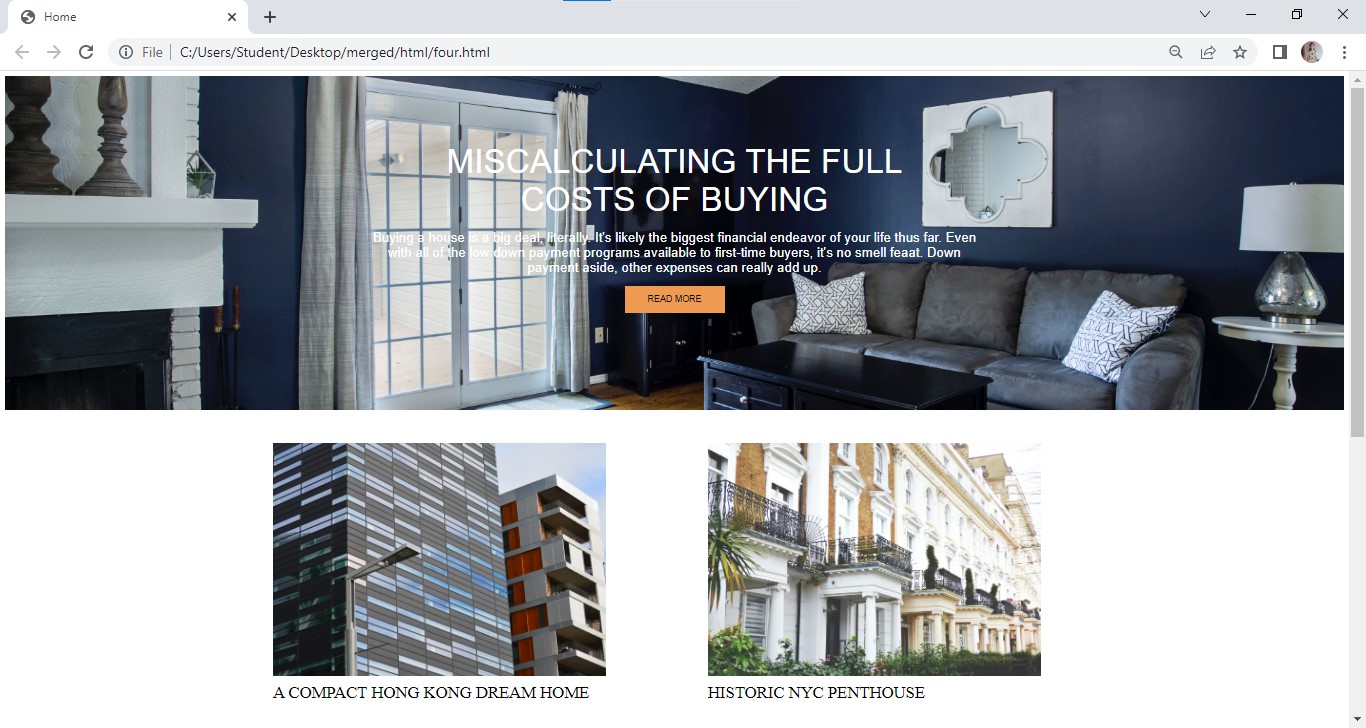 Home
File
C:/Users/Student/Desktop/merged/html/four.html
MISCALCULATING THE FULL
COSTS OF BUYING
Buying a house is a big deal, literally. It's likely the biggest financial endeavor of your life thus far. Even
with all of the low down payment programs available to first-time buyers, it's no smell feaat. Down
payment aside, other expenses can really add up.
READ MORE
A COMPACT HONG KONG DREAM HOME
HISTORIC NYC PENTHOUSE